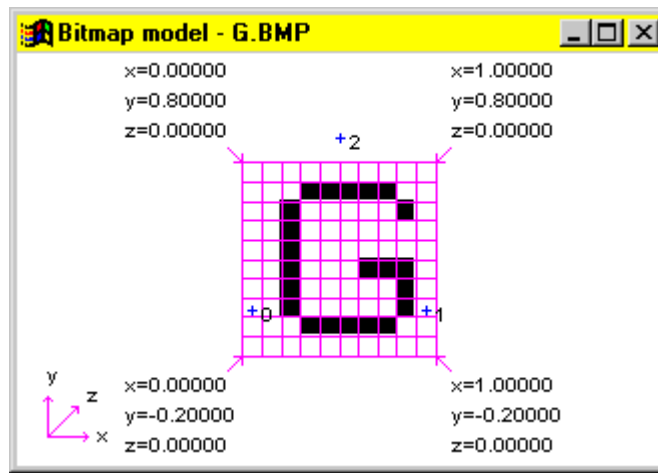 Bitmap model - G.BMP
x=0.00000 x=1.00000
y=0.80000 y=0.80000
z=0.00000 z=0.00000
2
G
0 1
x=0.00000 x=1.00000
y=-0.20000 y=-0.20000
z=0.00000 z=0.00000
y
z
x